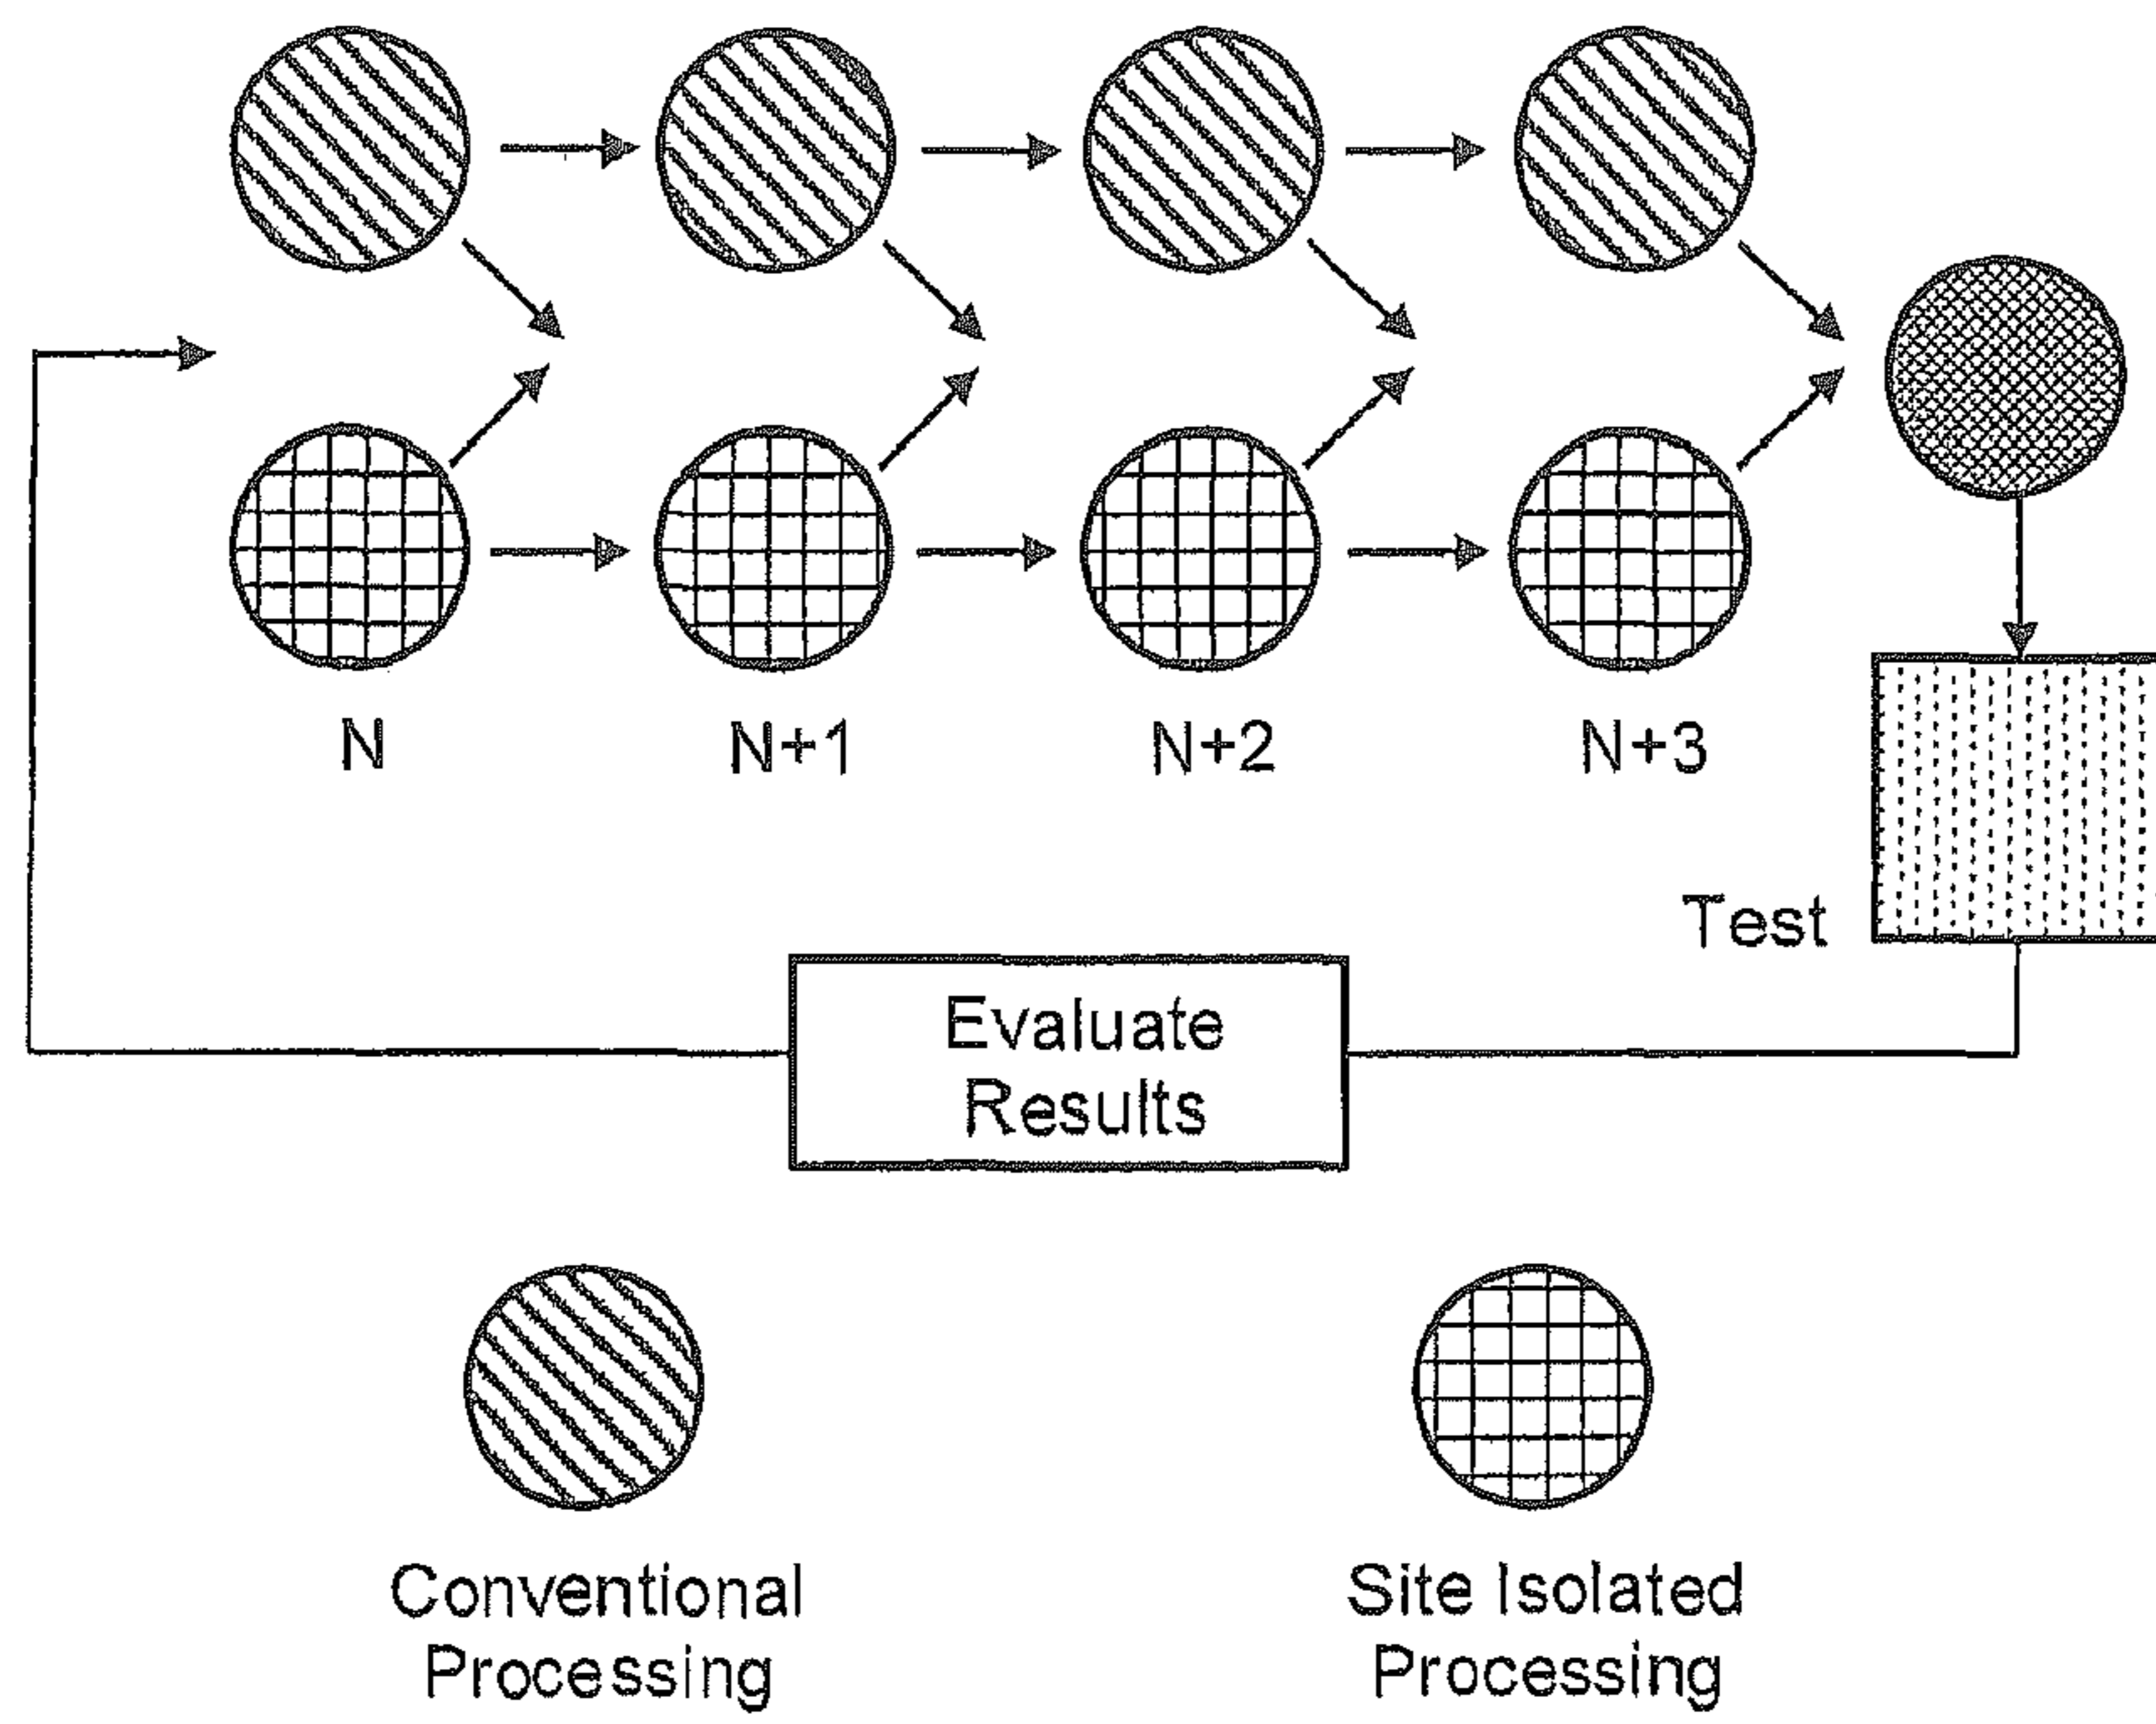 N
N+1
N+2
N+3
Test
Evaluate
Results
Conventional
Processing
Site Isolated
Processing